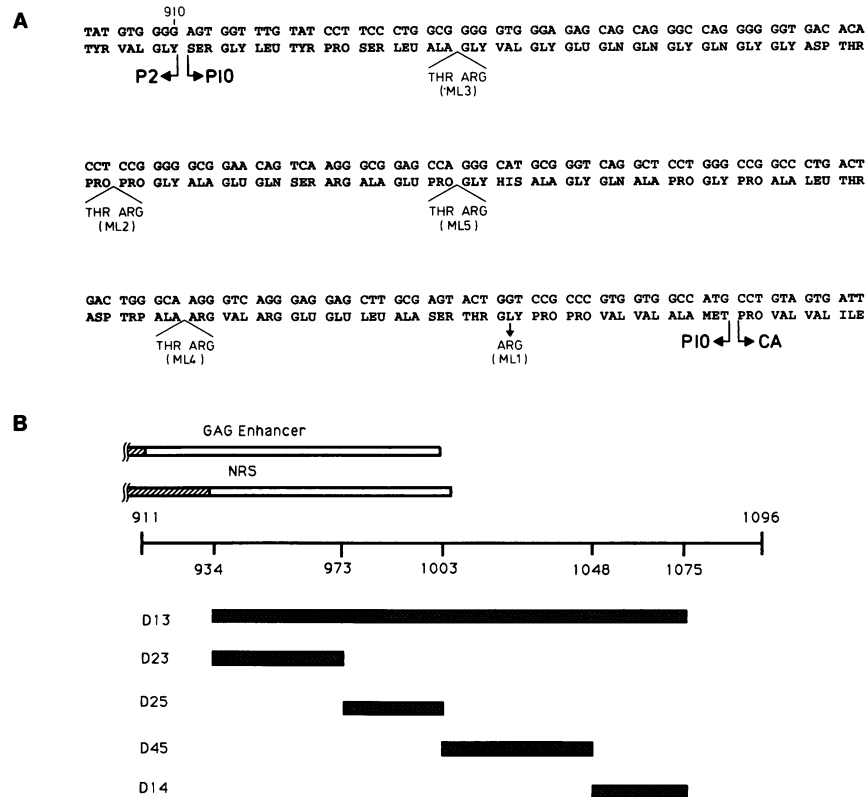 A
910
TAT GTG GGG AGT GGT TTG TAT CCT TCC CTG GCG GGG GTG GGA GAG CAG CAG GGC CAG GGG GGT GAC ACA
TYR VAL GLY SER GLY LEU TYR PRO SER LEU ALA GLY VAL GLY GLU GLN GLN GLY GLN GLY GLY ASP THR
P2 P10
THR ARG
(ML3)
CCT CCG GGG GCG GAA CAG TCA AGG GCG GAG CCA GGG CAT GCG GGT CAG GCT CCT GGG CCG GCC CTG ACT
PRO PRO GLY ALA GLU GLN SER ARG ALA GLU PRO GLY HIS ALA GLY GLN ALA PRO GLY PRO ALA LEU THR
THR ARG THR ARG
(ML2) (ML5)
GAC TGG GCA AGG GTC AGG GAG GAG CTT GCG AGT ACT GGT CCG CCC GTG GTG GCC ATG CCT GTA GTG ATT
ASP TRP ALA ARG VAL ARG GLU GLU LEU ALA SER THR GLY PRO PRO VAL VAL ALA MET PRO VAL VAL ILE
THR ARG ARG P10 CA
(ML4) (ML1)
B
GAG Enhancer
NRS
911 1096
934 973 1003 1048 1075
D13
D23
D25
D45
D14